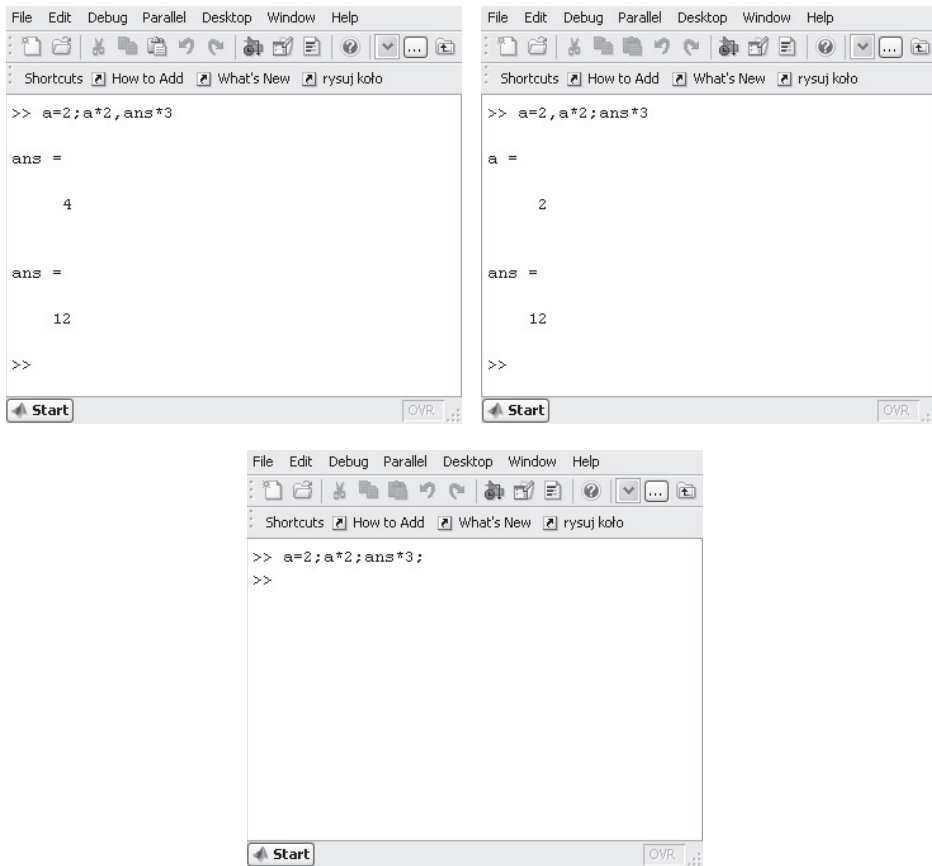 File Edit Debug Parallel Desktop Window Help
Shortcuts How to Add What's New rysuj koło
>> a=2;a*2,ans*3
ans =
4
ans =
12
>>
Start OVR
File Edit Debug Parallel Desktop Window Help
Shortcuts How to Add What's New rysuj koło
>> a=2,a*2;ans*3
a =
2
ans =
12
>>
Start OVR
File Edit Debug Parallel Desktop Window Help
Shortcuts How to Add What's New rysuj koło
>> a=2;a*2;ans*3;
>>
Start OVR